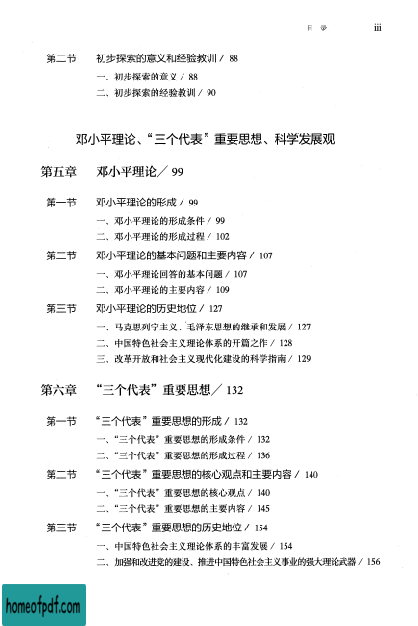 目 录 iii
第二节 初步探索的意义和经验教训 / 88
一、初步探索的意义 / 88
二、初步探索的经验教训 / 90
邓小平理论、“三个代表”重要思想、科学发展观
第五章 邓小平理论 / 99
第一节 邓小平理论的形成 / 99
一、邓小平理论的形成条件 / 99
二、邓小平理论的形成过程 / 102
第二节 邓小平理论的基本问题和主要内容 / 107
一、邓小平理论回答的基本问题 / 107
二、邓小平理论的主要内容 / 109
第三节 邓小平理论的历史地位 / 127
一、马克思列宁主义、毛泽东思想的继承和发展 / 127
二、中国特色社会主义理论体系的开篇之作 / 128
三、改革开放和社会主义现代化建设的科学指南 / 129
第六章 “三个代表”重要思想 / 132
第一节 “三个代表”重要思想的形成 / 132
一、“三个代表”重要思想的形成条件 / 132
二、“三个代表”重要思想的形成过程 / 136
第二节 “三个代表”重要思想的核心观点和主要内容 / 140
一、“三个代表”重要思想的核心观点 / 140
二、“三个代表”重要思想的主要内容 / 145
第三节 “三个代表”重要思想的历史地位 / 154
一、中国特色社会主义理论体系的丰富发展 / 154
二、加强和改进党的建设、推进中国特色社会主义事业的强大理论武器 / 156
homeofpdf.com